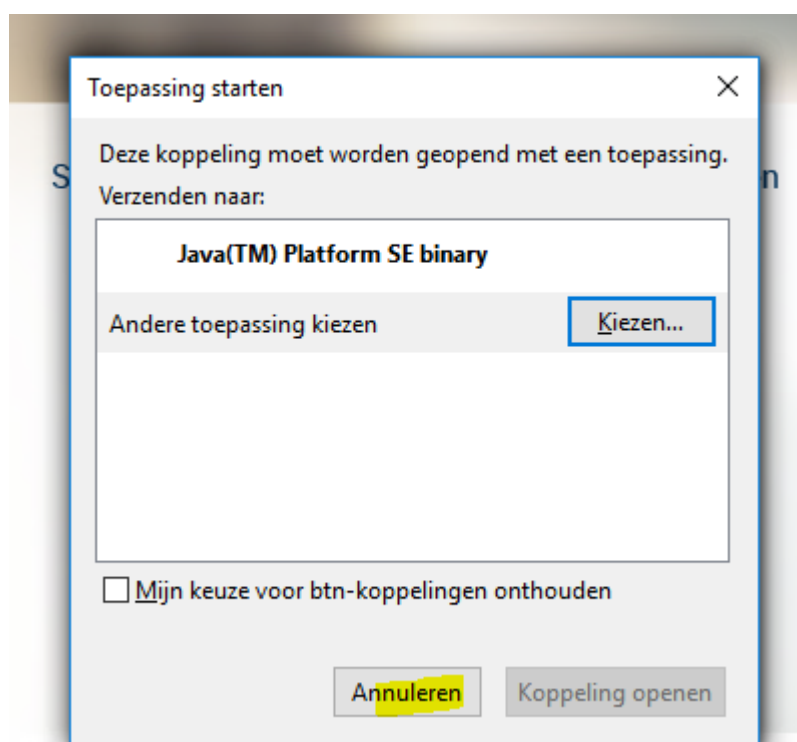 Toepassing starten
Deze koppeling moet worden geopend met een toepassing.
Verzenden naar:
Java(TM) Platform SE binary
Andere toepassing kiezen
Kiezen...
Mijn keuze voor btn-koppelingen onthouden
Annuleren
Koppeling openen